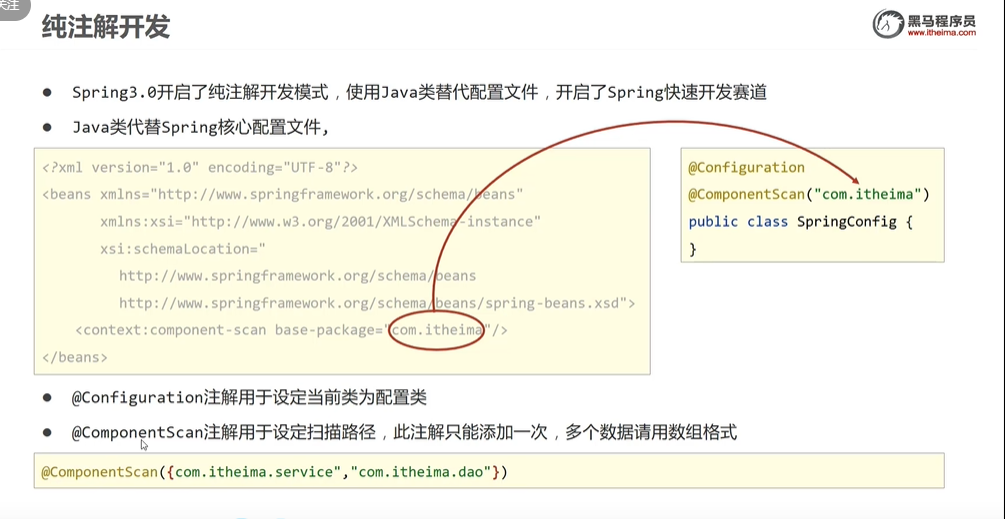 关注
纯注解开发
黑马程序员
www.itheima.com
● Spring3.0开启了纯注解开发模式，使用Java类替代配置文件，开启了Spring快速开发赛道
● Java类代替Spring核心配置文件,
<?xml version="1.0" encoding="UTF-8"?>
<beans xmlns="http://www.springframework.org/schema/beans"
xmlns:xsi="http://www.w3.org/2001/XMLSchema-instance"
xsi:schemaLocation="
http://www.springframework.org/schema/beans
http://www.springframework.org/schema/beans/spring-beans.xsd">
<context:component-scan base-package="com.itheima"/>
</beans>
@Configuration
@ComponentScan("com.itheima")
public class SpringConfig {
}
● @Configuration注解用于设定当前类为配置类
● @ComponentScan注解用于设定扫描路径，此注解只能添加一次，多个数据请用数组格式
@ComponentScan({com.itheima.service","com.itheima.dao"})